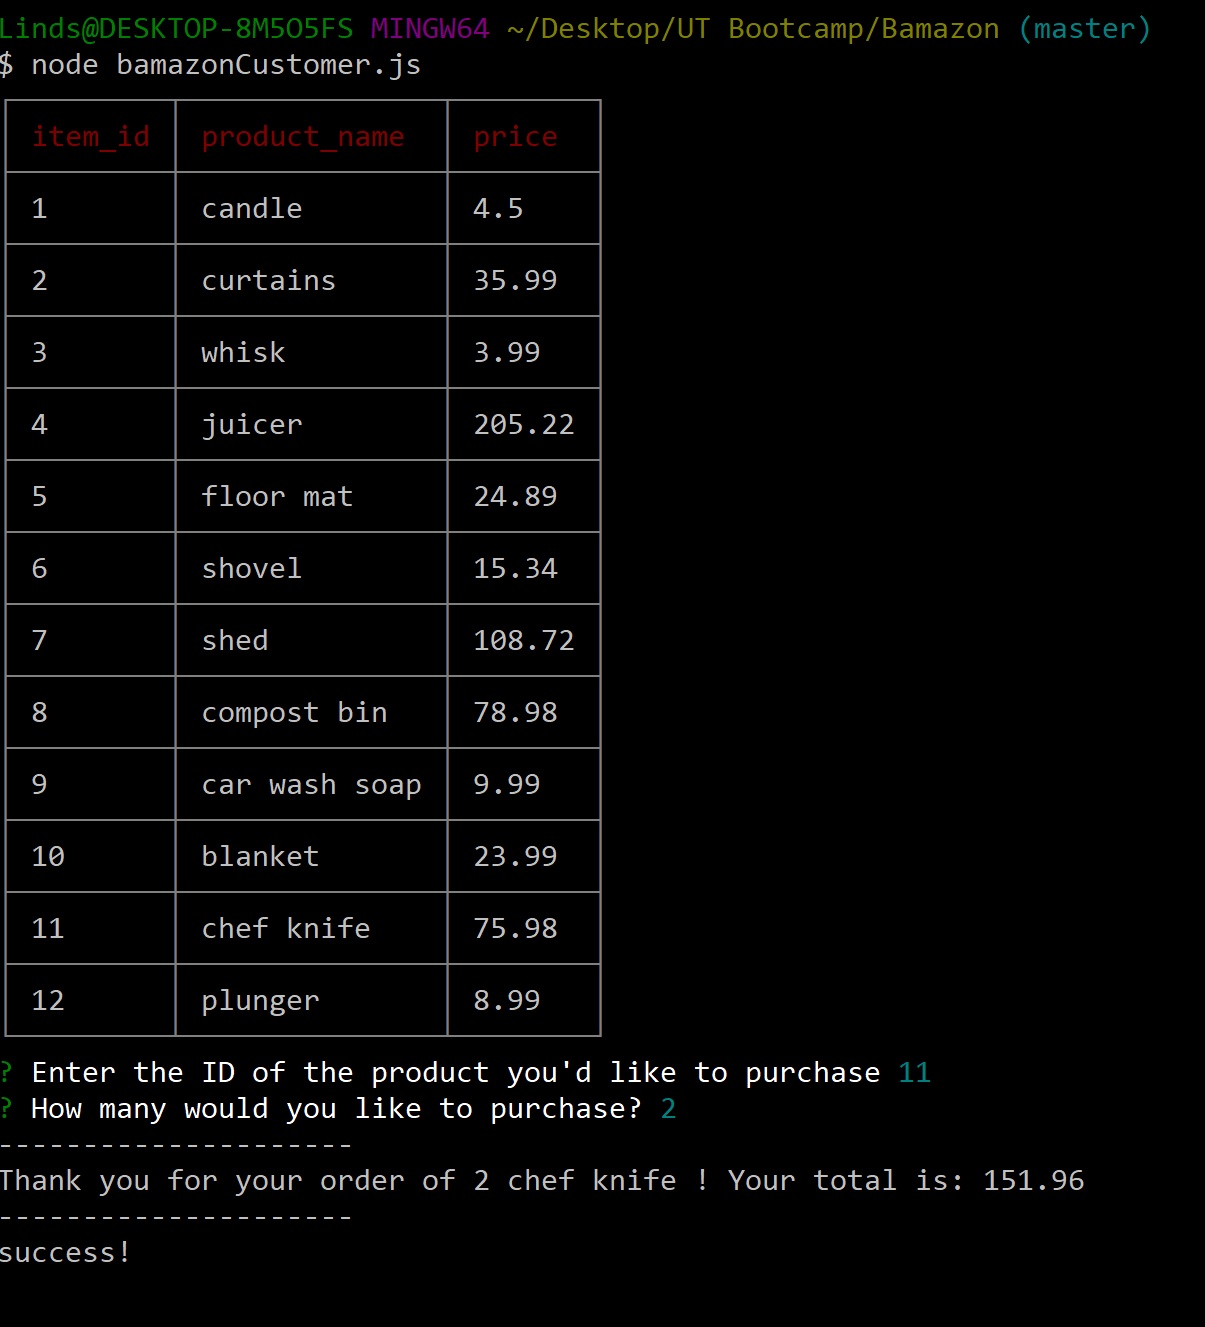 Linds@DESKTOP-8M5O5FS MINGW64 ~/Desktop/UT Bootcamp/Bamazon (master)
$ node bamazonCustomer.js
item_id product_name price
1 candle 4.5
2 curtains 35.99
3 whisk 3.99
4 juicer 205.22
5 floor mat 24.89
6 shovel 15.34
7 shed 108.72
8 compost bin 78.98
9 car wash soap 9.99
10 blanket 23.99
11 chef knife 75.98
12 plunger 8.99
? Enter the ID of the product you'd like to purchase 11
? How many would you like to purchase? 2
---------------------
Thank you for your order of 2 chef knife ! Your total is: 151.96
---------------------
success!